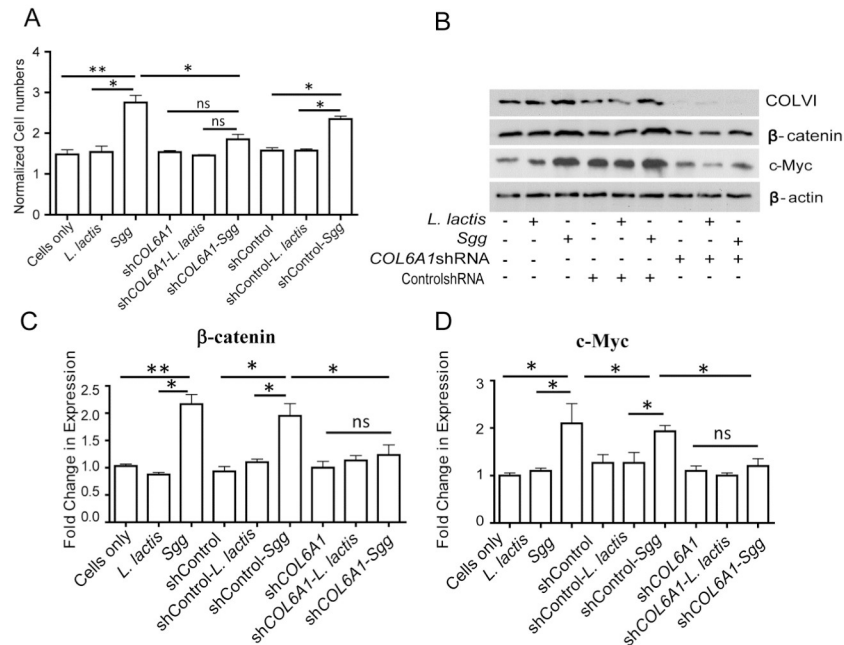 A
Normalized Cell numbers
4
3
2
1
0
**
*
*
ns
ns
*
*
Cells only
L. lactis
Sgg
shCOL6A1
shCOL6A1-L. lactis
shCOL6A1-Sgg
shControl
shControl-L. lactis
shControl-Sgg
B
COLVI
β-catenin
c-Myc
β-actin
L. lactis - + - - + - - + -
Sgg - - + - - + - - +
COL6A1shRNA - - - - - - + + +
ControlshRNA - - - + + + - - -
C
β-catenin
Fold Change in Expression
2.5
2.0
1.5
1.0
0.5
0.0
**
*
*
*
*
ns
Cells only
L. lactis
Sgg
shControl
shControl-L. lactis
shControl-Sgg
shCOL6A1
shCOL6A1-L. lactis
shCOL6A1-Sgg
D
c-Myc
Fold Change in Expression
3
2
1
0
*
*
*
*
*
ns
Cells only
L. lactis
Sgg
shControl
shControl-L. lactis
shControl-Sgg
shCOL6A1
shCOL6A1-L. lactis
shCOL6A1-Sgg